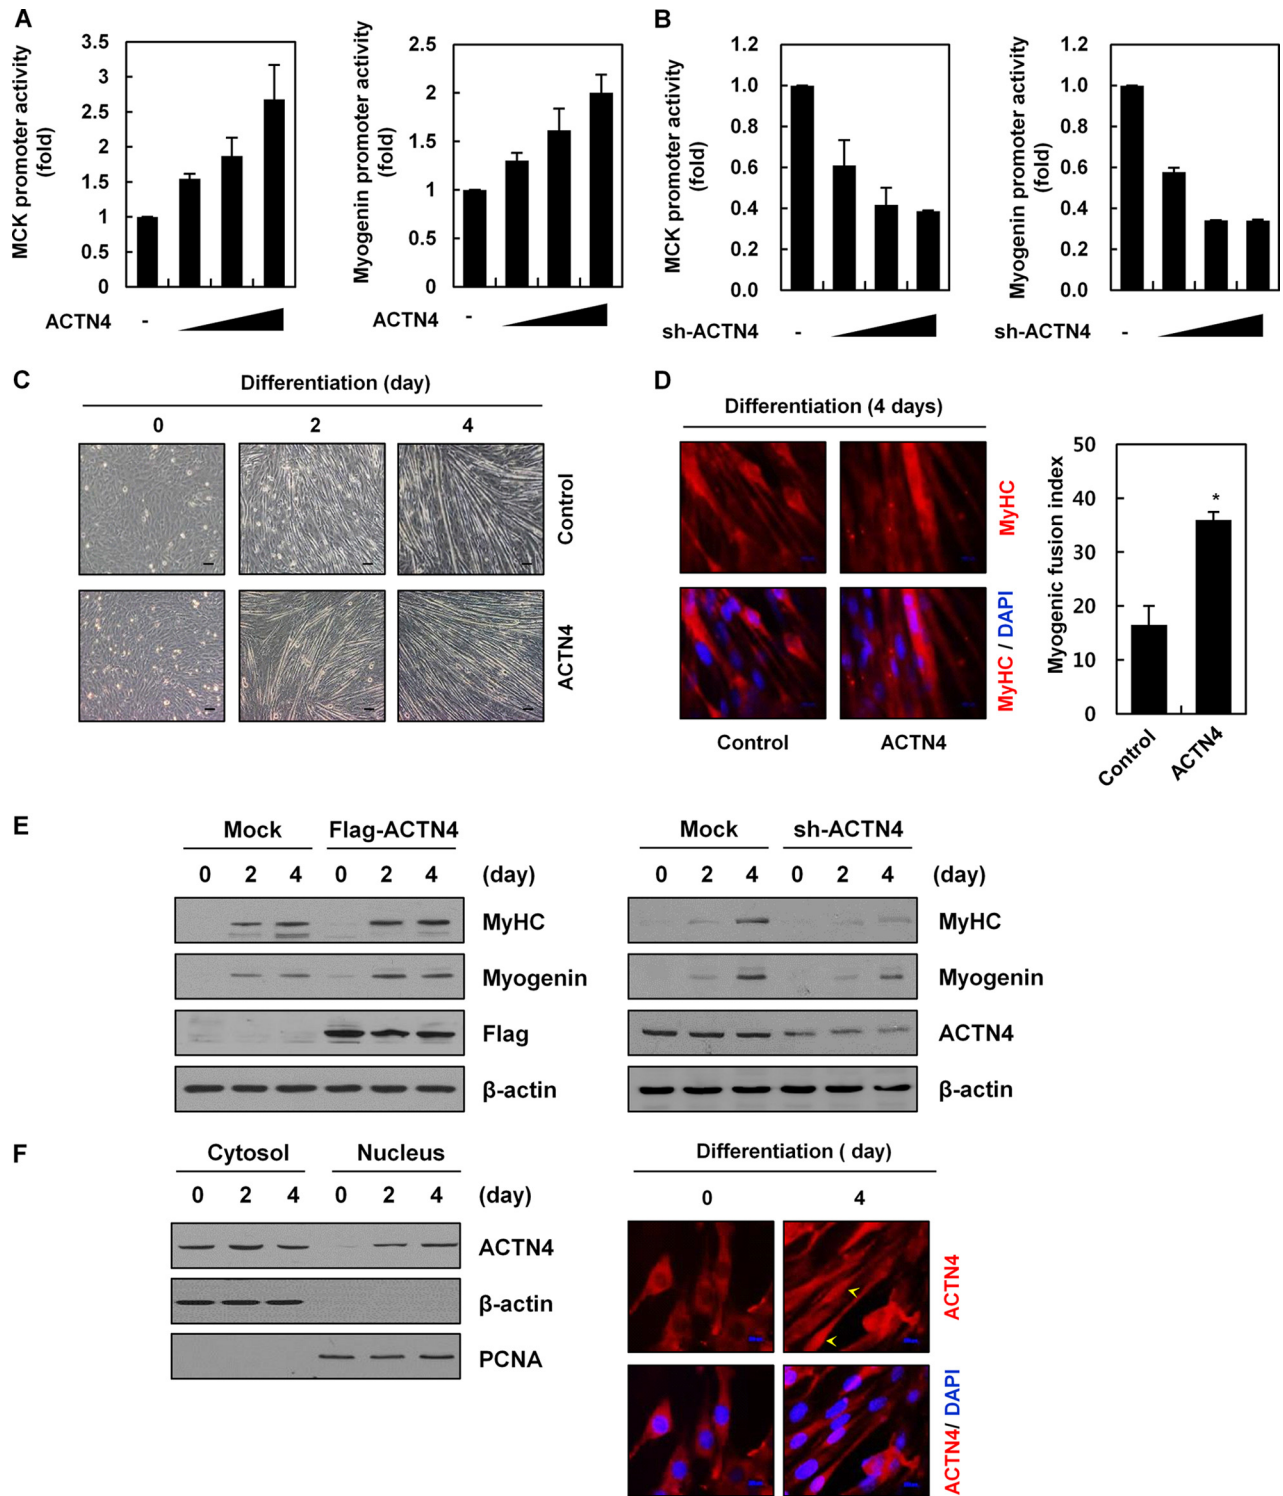 A
MCK promoter activity
(fold)
3.5
3
2.5
2
1.5
1
0.5
0
ACTN4
-
Myogenin promoter activity
(fold)
2.5
2
1.5
1
0.5
0
ACTN4
-
B
MCK promoter activity
(fold)
1.2
1.0
0.8
0.6
0.4
0.2
0.0
sh-ACTN4
-
Myogenin promoter activity
(fold)
1.2
1.0
0.8
0.6
0.4
0.2
0.0
sh-ACTN4
-
C
Differentiation (day)
0 2 4
Control
ACTN4
D
Differentiation (4 days)
MyHC
MyHC / DAPI
Control ACTN4
Myogenic fusion index
50
40
30
20
10
0
*
Control
ACTN4
E
Mock Flag-ACTN4
0 2 4 0 2 4 (day)
MyHC
Myogenin
Flag
β-actin
Mock sh-ACTN4
0 2 4 0 2 4 (day)
MyHC
Myogenin
ACTN4
β-actin
F
Cytosol Nucleus
0 2 4 0 2 4 (day)
ACTN4
β-actin
PCNA
Differentiation ( day)
0 4
ACTN4
ACTN4/ DAPI